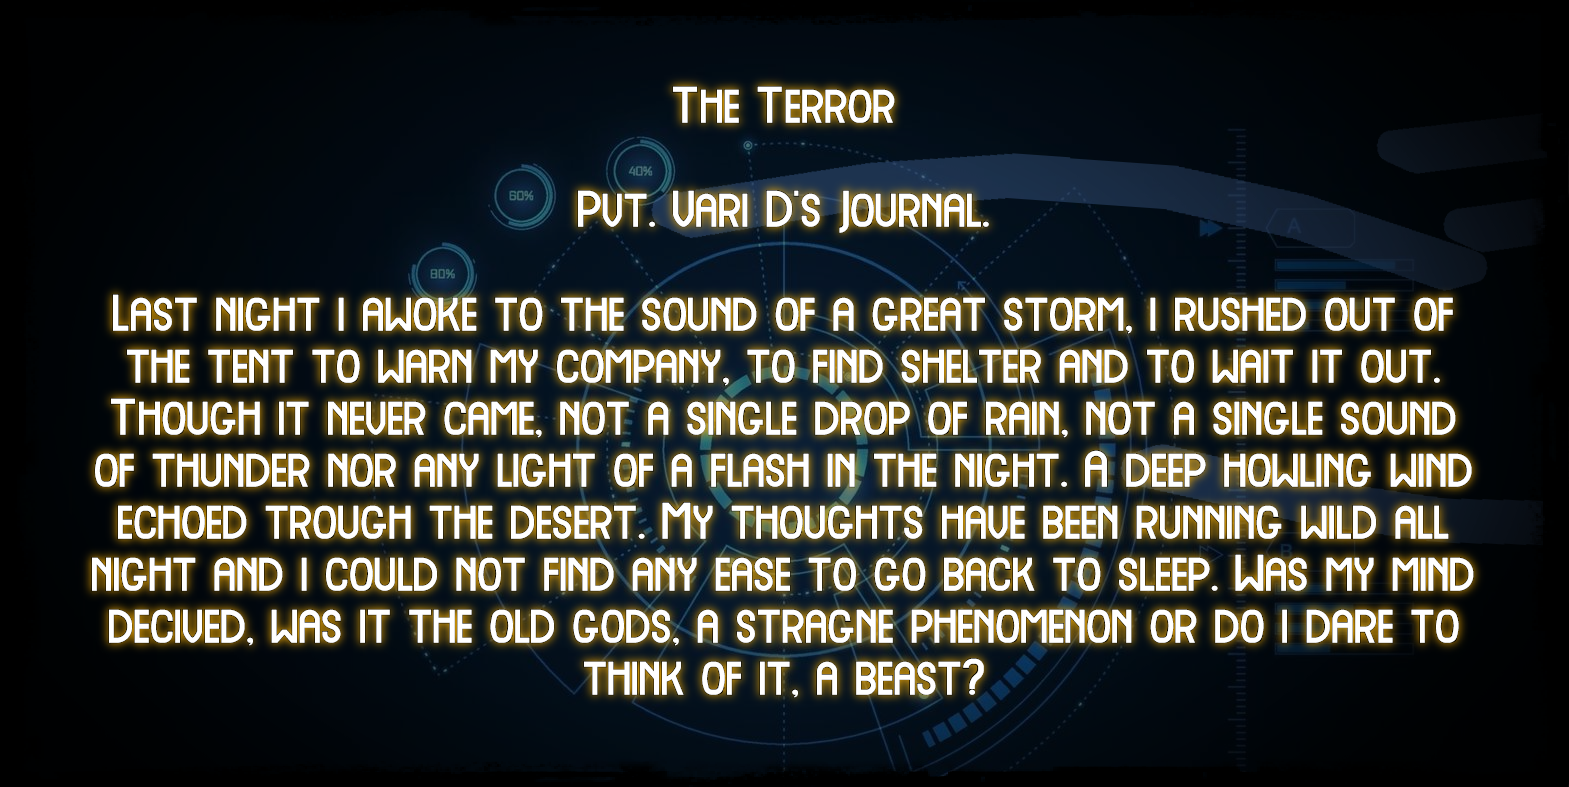 The Terror
60%
40%
Pvt. Vari D's Journal.
A
80%
Last night I awoke to the sound of a great storm, I rushed out of
the tent to warn my company, to find shelter and to wait it out.
Though it never came, not a single drop of rain, not a single sound
of thunder nor any light of a flash in the night. A deep howling wind
echoed trough the desert. My thoughts have been running wild all
night and I could not find any ease to go back to sleep. Was my mind
decived, was it the old gods, a stragne phenomenon or do I dare to
think of it, a beast?